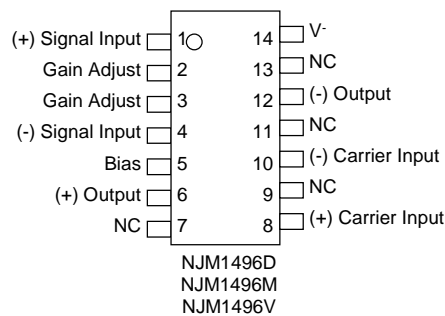 (+) Signal Input 1 14 V-
Gain Adjust 2 13 NC
Gain Adjust 3 12 (-) Output
(-) Signal Input 4 11 NC
Bias 5 10 (-) Carrier Input
(+) Output 6 9 NC
NC 7 8 (+) Carrier Input
NJM1496D
NJM1496M
NJM1496V